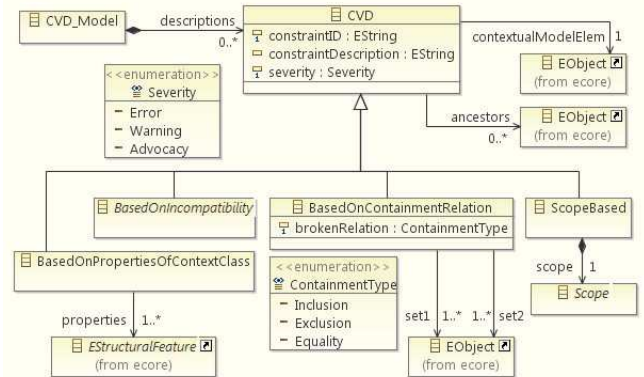 CVD_Model
descriptions
0..*
CVD
constraintID : EString
constraintDescription : EString
severity : Severity
contextualModelElem
1
EObject
(from ecore)
<<enumeration>>
Severity
Error
Warning
Advocacy
ancestors
0..*
EObject
(from ecore)
BasedOnIncompatibility
BasedOnContainmentRelation
brokenRelation : ContainmentType
ScopeBased
BasedOnPropertiesOfContextClass
<<enumeration>>
ContainmentType
Inclusion
Exclusion
Equality
scope
1
Scope
properties
1..*
EStructuralFeature
(from ecore)
set1
1..*
1..*
set2
EObject
(from ecore)